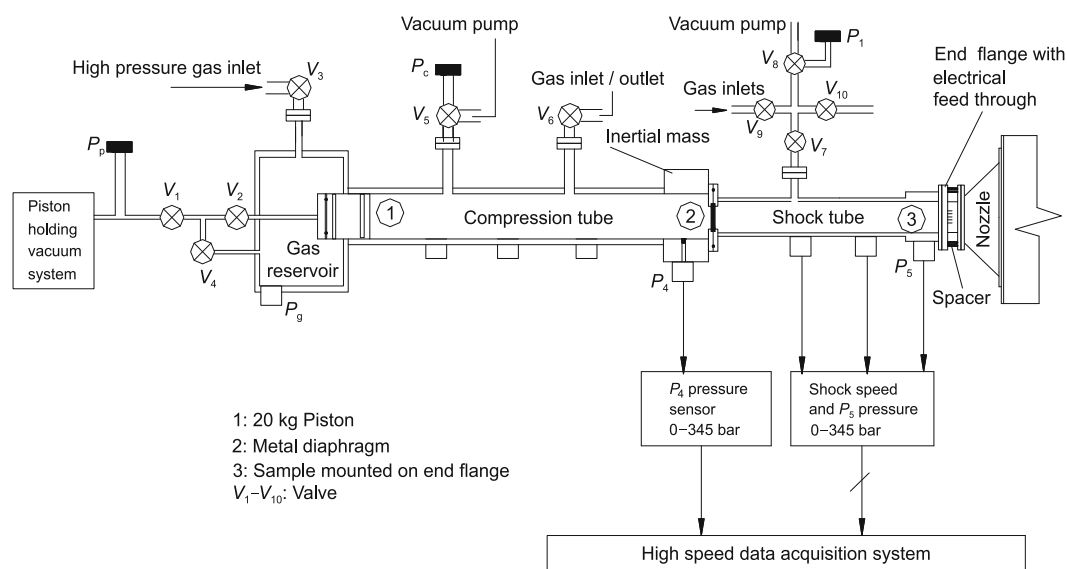 Vacuum pump
Vacuum pump
P1
V8
End flange with
electrical
feed through
High pressure gas inlet
V3
Pc
Gas inlet / outlet
Gas inlets
V10
V5
V6
V9
Inertial mass
V7
Pp
V1
V2
Piston
holding
vacuum
system
1
Compression tube
2
Shock tube
3
Nozzle
V4
Gas
reservoir
P4
P5
Spacer
Pg
P4 pressure
sensor
0–345 bar
Shock speed
and P5 pressure
0–345 bar
1: 20 kg Piston
2: Metal diaphragm
3: Sample mounted on end flange
V1–V10: Valve
High speed data acquisition system